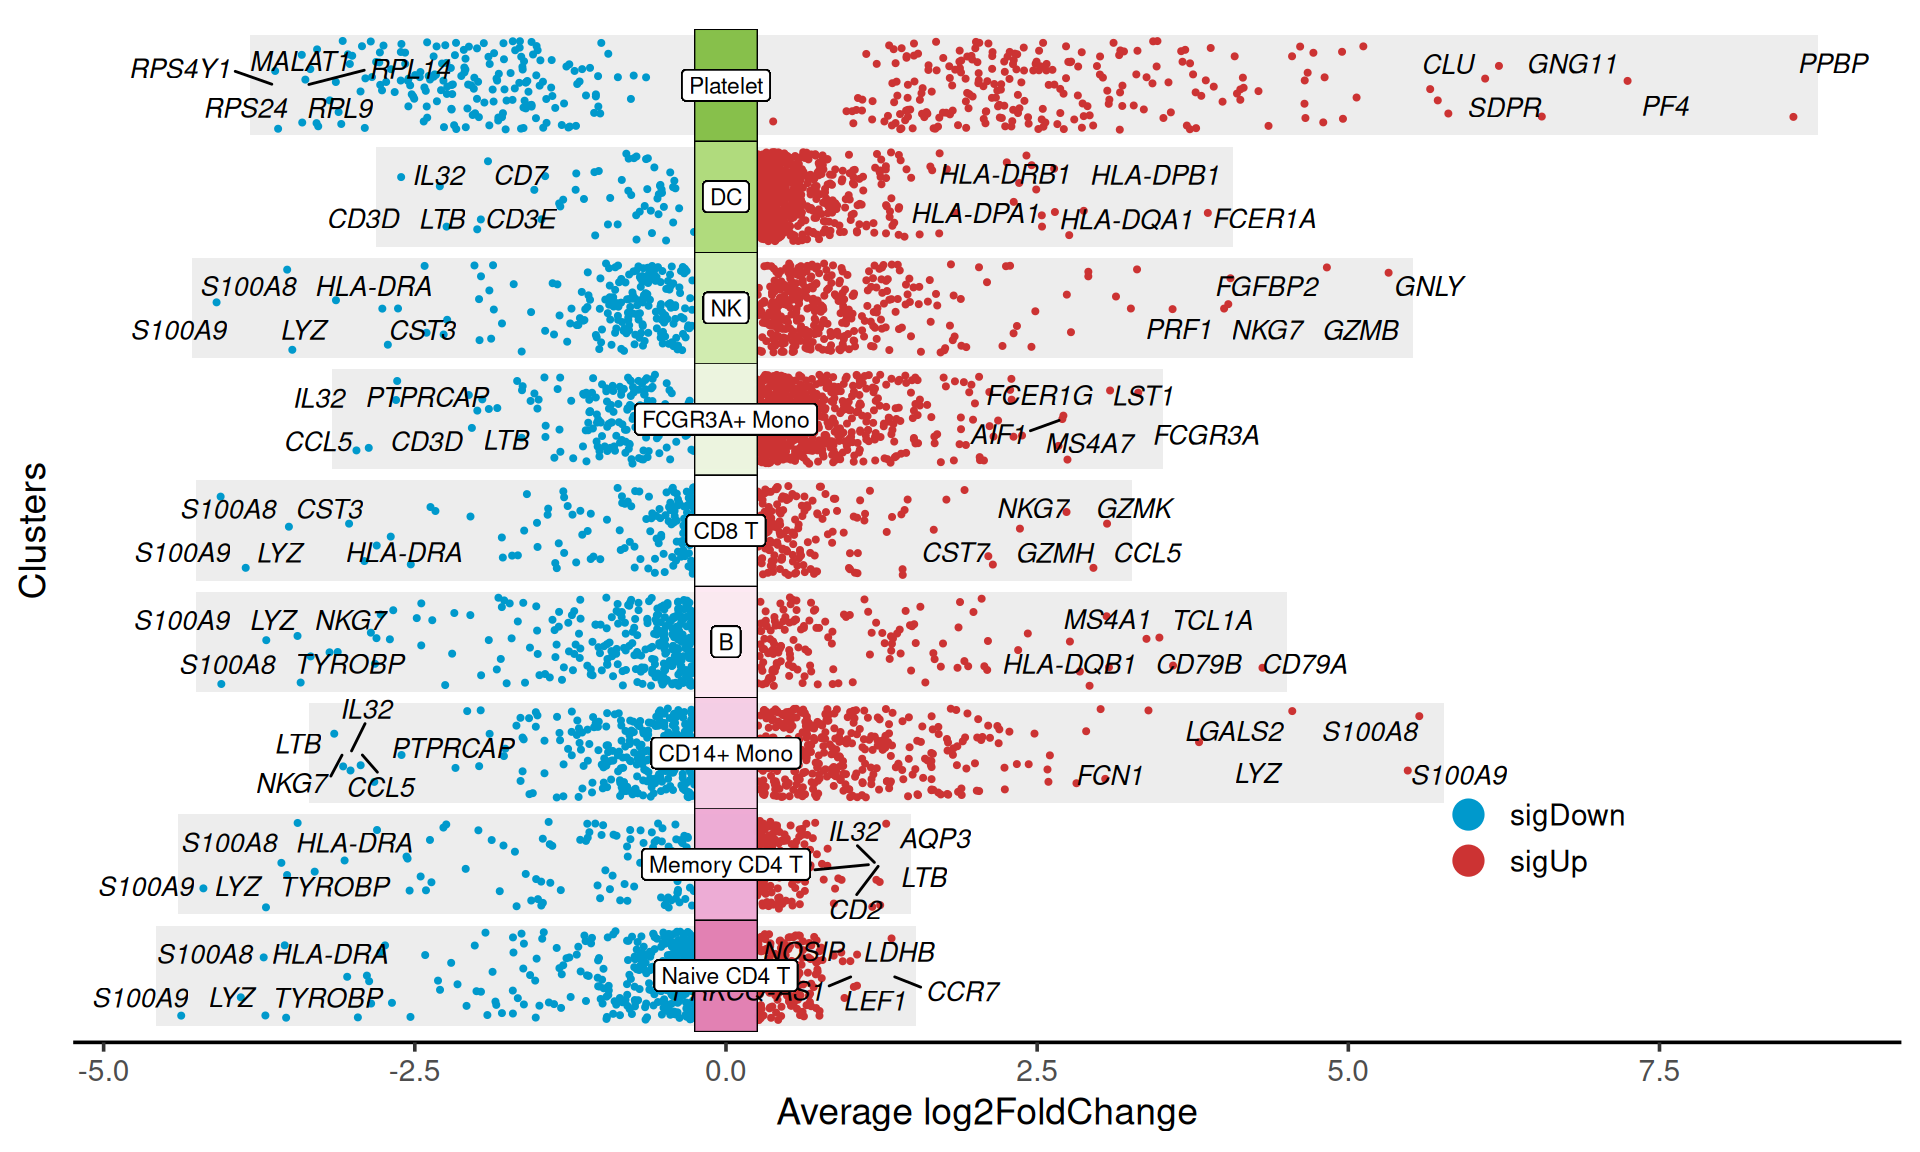 RPS4Y1 MALAT1 RPL14 Platelet CLU GNG11 PPBP
RPS24 RPL9 SDPR PF4
IL32 CD7 DC HLA-DRB1 HLA-DPB1
CD3D LTB CD3E HLA-DPA1 HLA-DQA1 FCER1A
S100A8 HLA-DRA NK FGFBP2 GNLY
S100A9 LYZ CST3 PRF1 NKG7 GZMB
IL32 PTPRCAP FCGR3A+ Mono FCER1G LST1
CCL5 CD3D LTB AIF1 MS4A7 FCGR3A
S100A8 CST3 CD8 T NKG7 GZMK
S100A9 LYZ HLA-DRA CST7 GZMH CCL5
S100A9 LYZ NKG7 B MS4A1 TCL1A
S100A8 TYROBP HLA-DQB1 CD79B CD79A
IL32
LTB PTPRCAP CD14+ Mono LGALS2 S100A8
NKG7 CCL5 FCN1 LYZ S100A9
S100A8 HLA-DRA Memory CD4 T IL32 AQP3
S100A9 LYZ TYROBP LTB
CD2
S100A8 HLA-DRA Naive CD4 T NOSIP LDHB
S100A9 LYZ TYROBP PRKCQ-AS1 LEF1 CCR7
sigDown
sigUp
Clusters
-5.0 -2.5 0.0 2.5 5.0 7.5
Average log2FoldChange